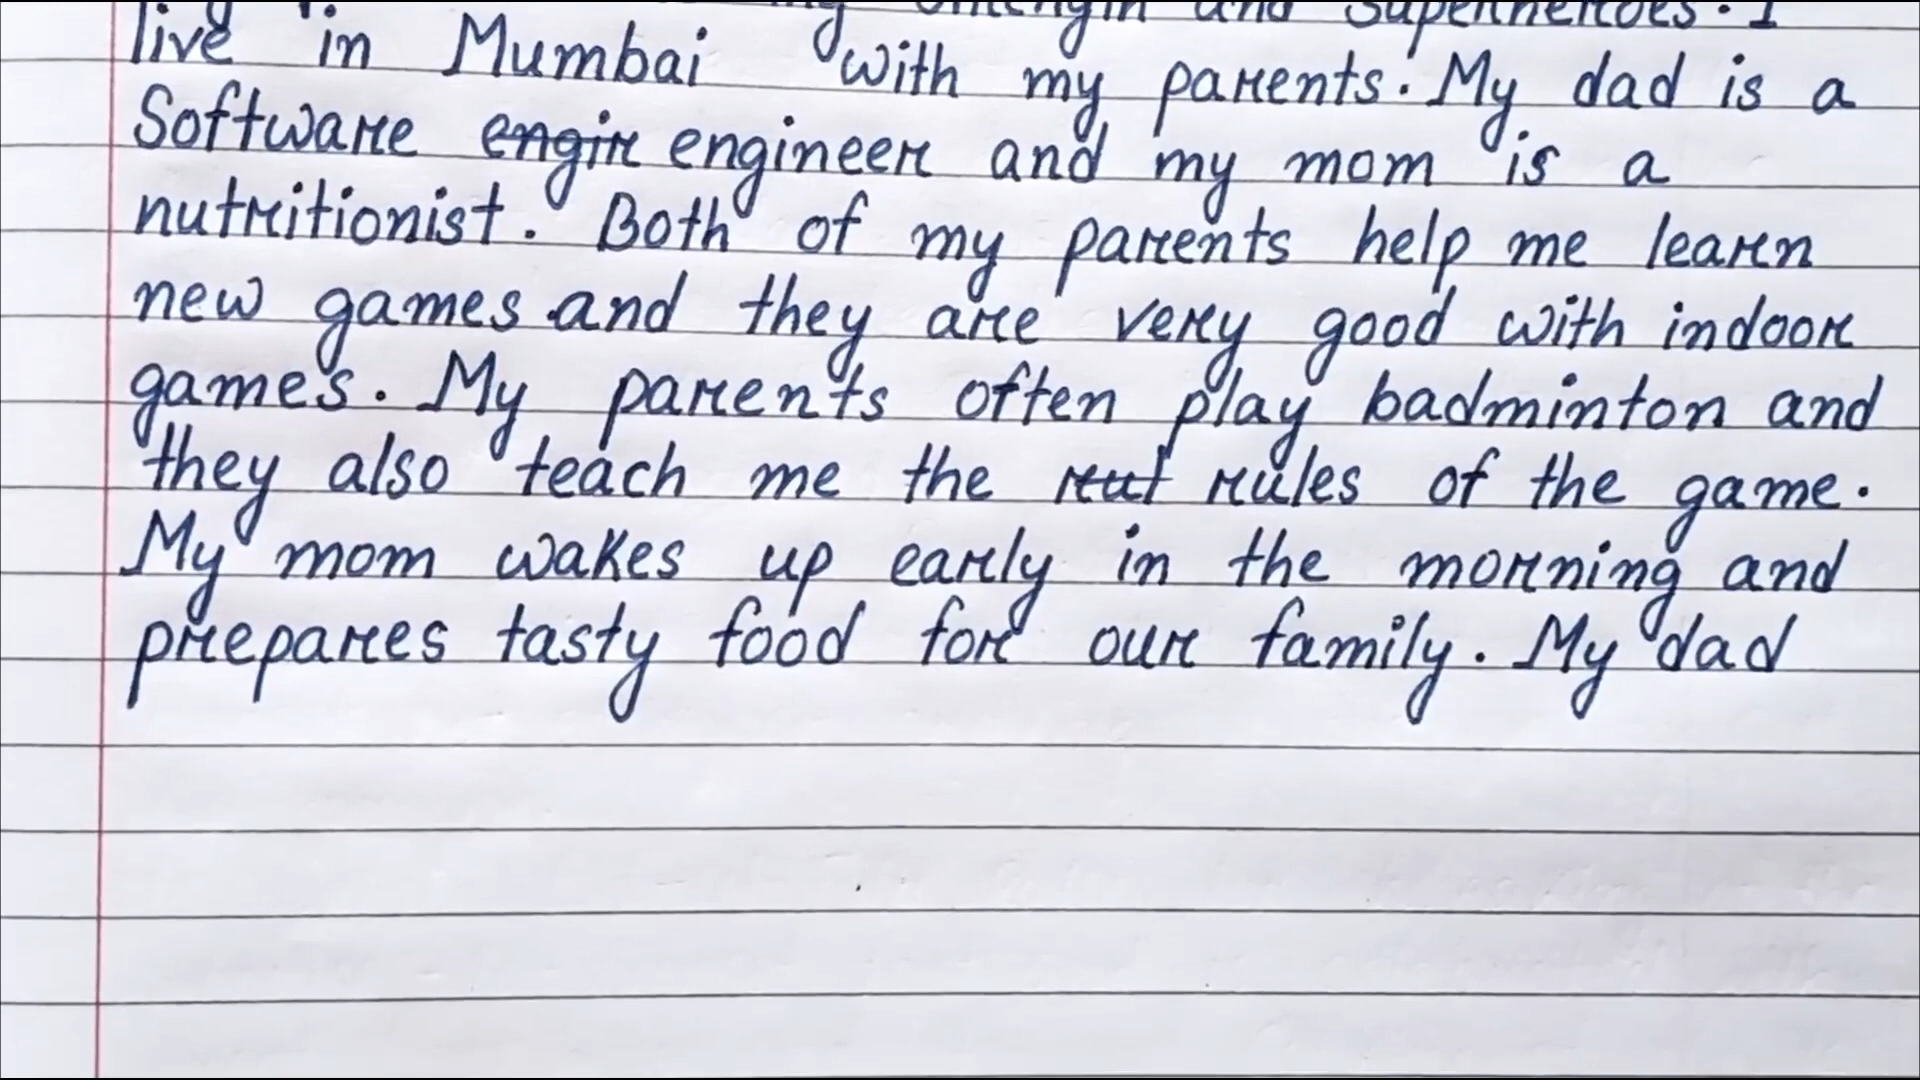 and Superheroes. I
live in Mumbai with my parents. My dad is a
Software engin engineer and my mom is a
nutritionist. Both of my parents help me learn
new games and they are very good with indoor
games. My parents often play badminton and
they also teach me the rul rules of the game.
My mom wakes up early in the morning and
prepares tasty food for our family. My dad